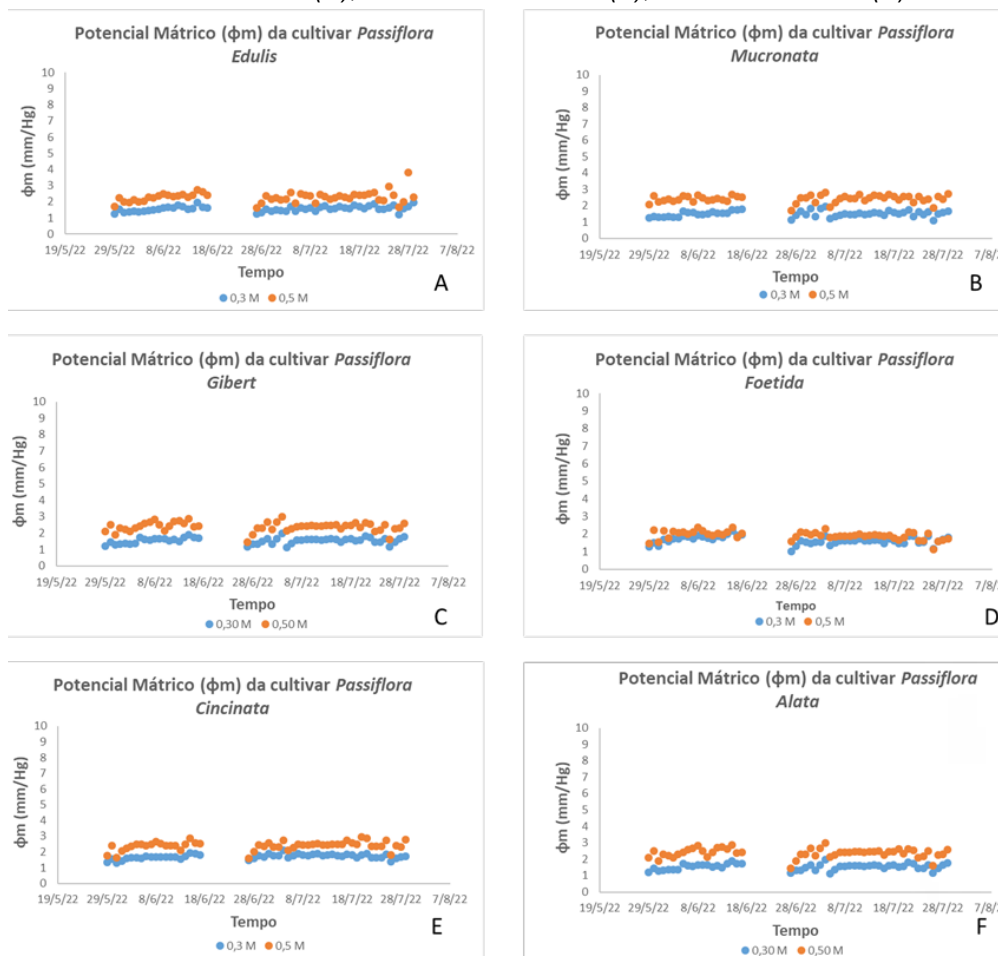 Potencial Mátrico (ϕm) da cultivar Passiflora
Edulis
ϕm (mm/Hg)
10
9
8
7
6
5
4
3
2
1
0
19/5/22 29/5/22 8/6/22 18/6/22 28/6/22 8/7/22 18/7/22 28/7/22 7/8/22
Tempo
0,3 M 0,5 M
A
Potencial Mátrico (ϕm) da cultivar Passiflora
Mucronata
ϕm (mm/Hg)
10
9
8
7
6
5
4
3
2
1
0
19/5/22 29/5/22 8/6/22 18/6/22 28/6/22 8/7/22 18/7/22 28/7/22 7/8/2
Tempo
0,3 M 0,5 M
B
Potencial Mátrico (ϕm) da cultivar Passiflora
Gibert
ϕm (mm/Hg)
10
9
8
7
6
5
4
3
2
1
0
19/5/22 29/5/22 8/6/22 18/6/22 28/6/22 8/7/22 18/7/22 28/7/22 7/8/22
Tempo
0,30 M 0,50 M
C
Potencial Mátrico (ϕm) da cultivar Passiflora
Foetida
ϕm (mm/Hg)
10
9
8
7
6
5
4
3
2
1
0
19/5/22 29/5/22 8/6/22 18/6/22 28/6/22 8/7/22 18/7/22 28/7/22 7/8/2
Tempo
0,3 M 0,5 M
D
Potencial Mátrico (ϕm) da cultivar Passiflora
Cincinata
ϕm (mm/Hg)
10
9
8
7
6
5
4
3
2
1
0
19/5/22 29/5/22 8/6/22 18/6/22 28/6/22 8/7/22 18/7/22 28/7/22 7/8/22
Tempo
0,3 M 0,5 M
E
Potencial Mátrico (ϕm) da cultivar Passiflora
Alata
ϕm (mm/Hg)
10
9
8
7
6
5
4
3
2
1
0
19/5/22 29/5/22 8/6/22 18/6/22 28/6/22 8/7/22 18/7/22 28/7/22 7/8/2
Tempo
0,30 M 0,50 M
F